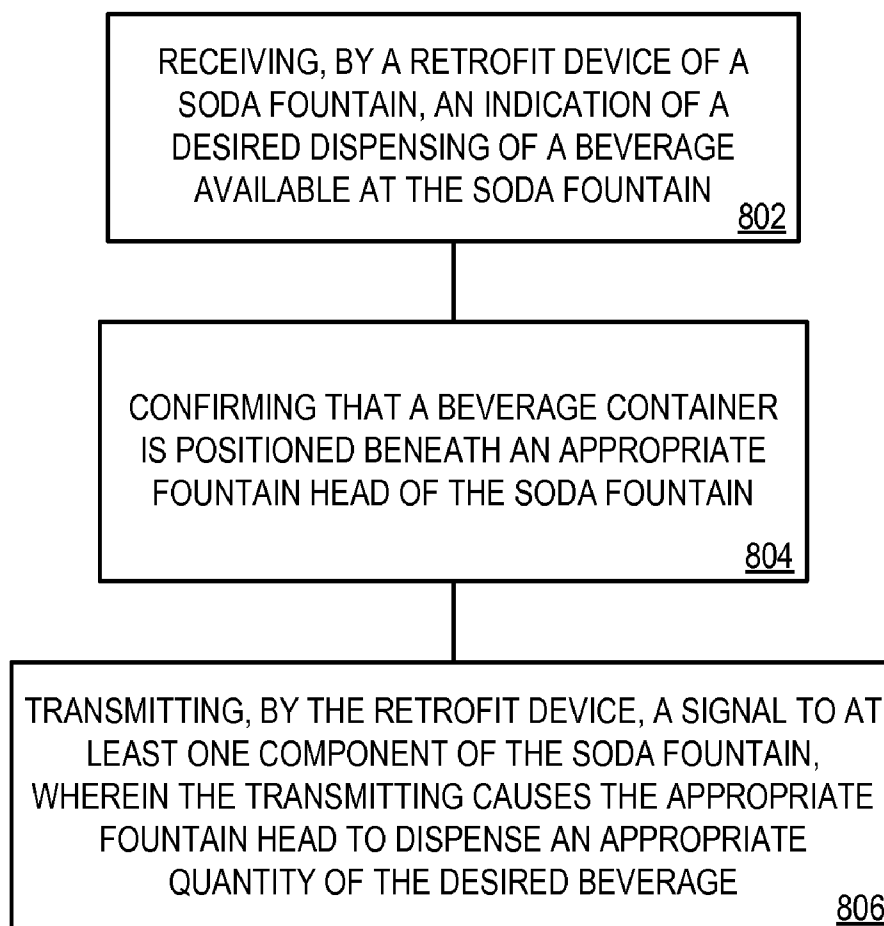 RECEIVING, BY A RETROFIT DEVICE OF A
SODA FOUNTAIN, AN INDICATION OF A
DESIRED DISPENSING OF A BEVERAGE
AVAILABLE AT THE SODA FOUNTAIN
802
CONFIRMING THAT A BEVERAGE CONTAINER
IS POSITIONED BENEATH AN APPROPRIATE
FOUNTAIN HEAD OF THE SODA FOUNTAIN
804
TRANSMITTING, BY THE RETROFIT DEVICE, A SIGNAL TO AT
LEAST ONE COMPONENT OF THE SODA FOUNTAIN,
WHEREIN THE TRANSMITTING CAUSES THE APPROPRIATE
FOUNTAIN HEAD TO DISPENSE AN APPROPRIATE
QUANTITY OF THE DESIRED BEVERAGE
806